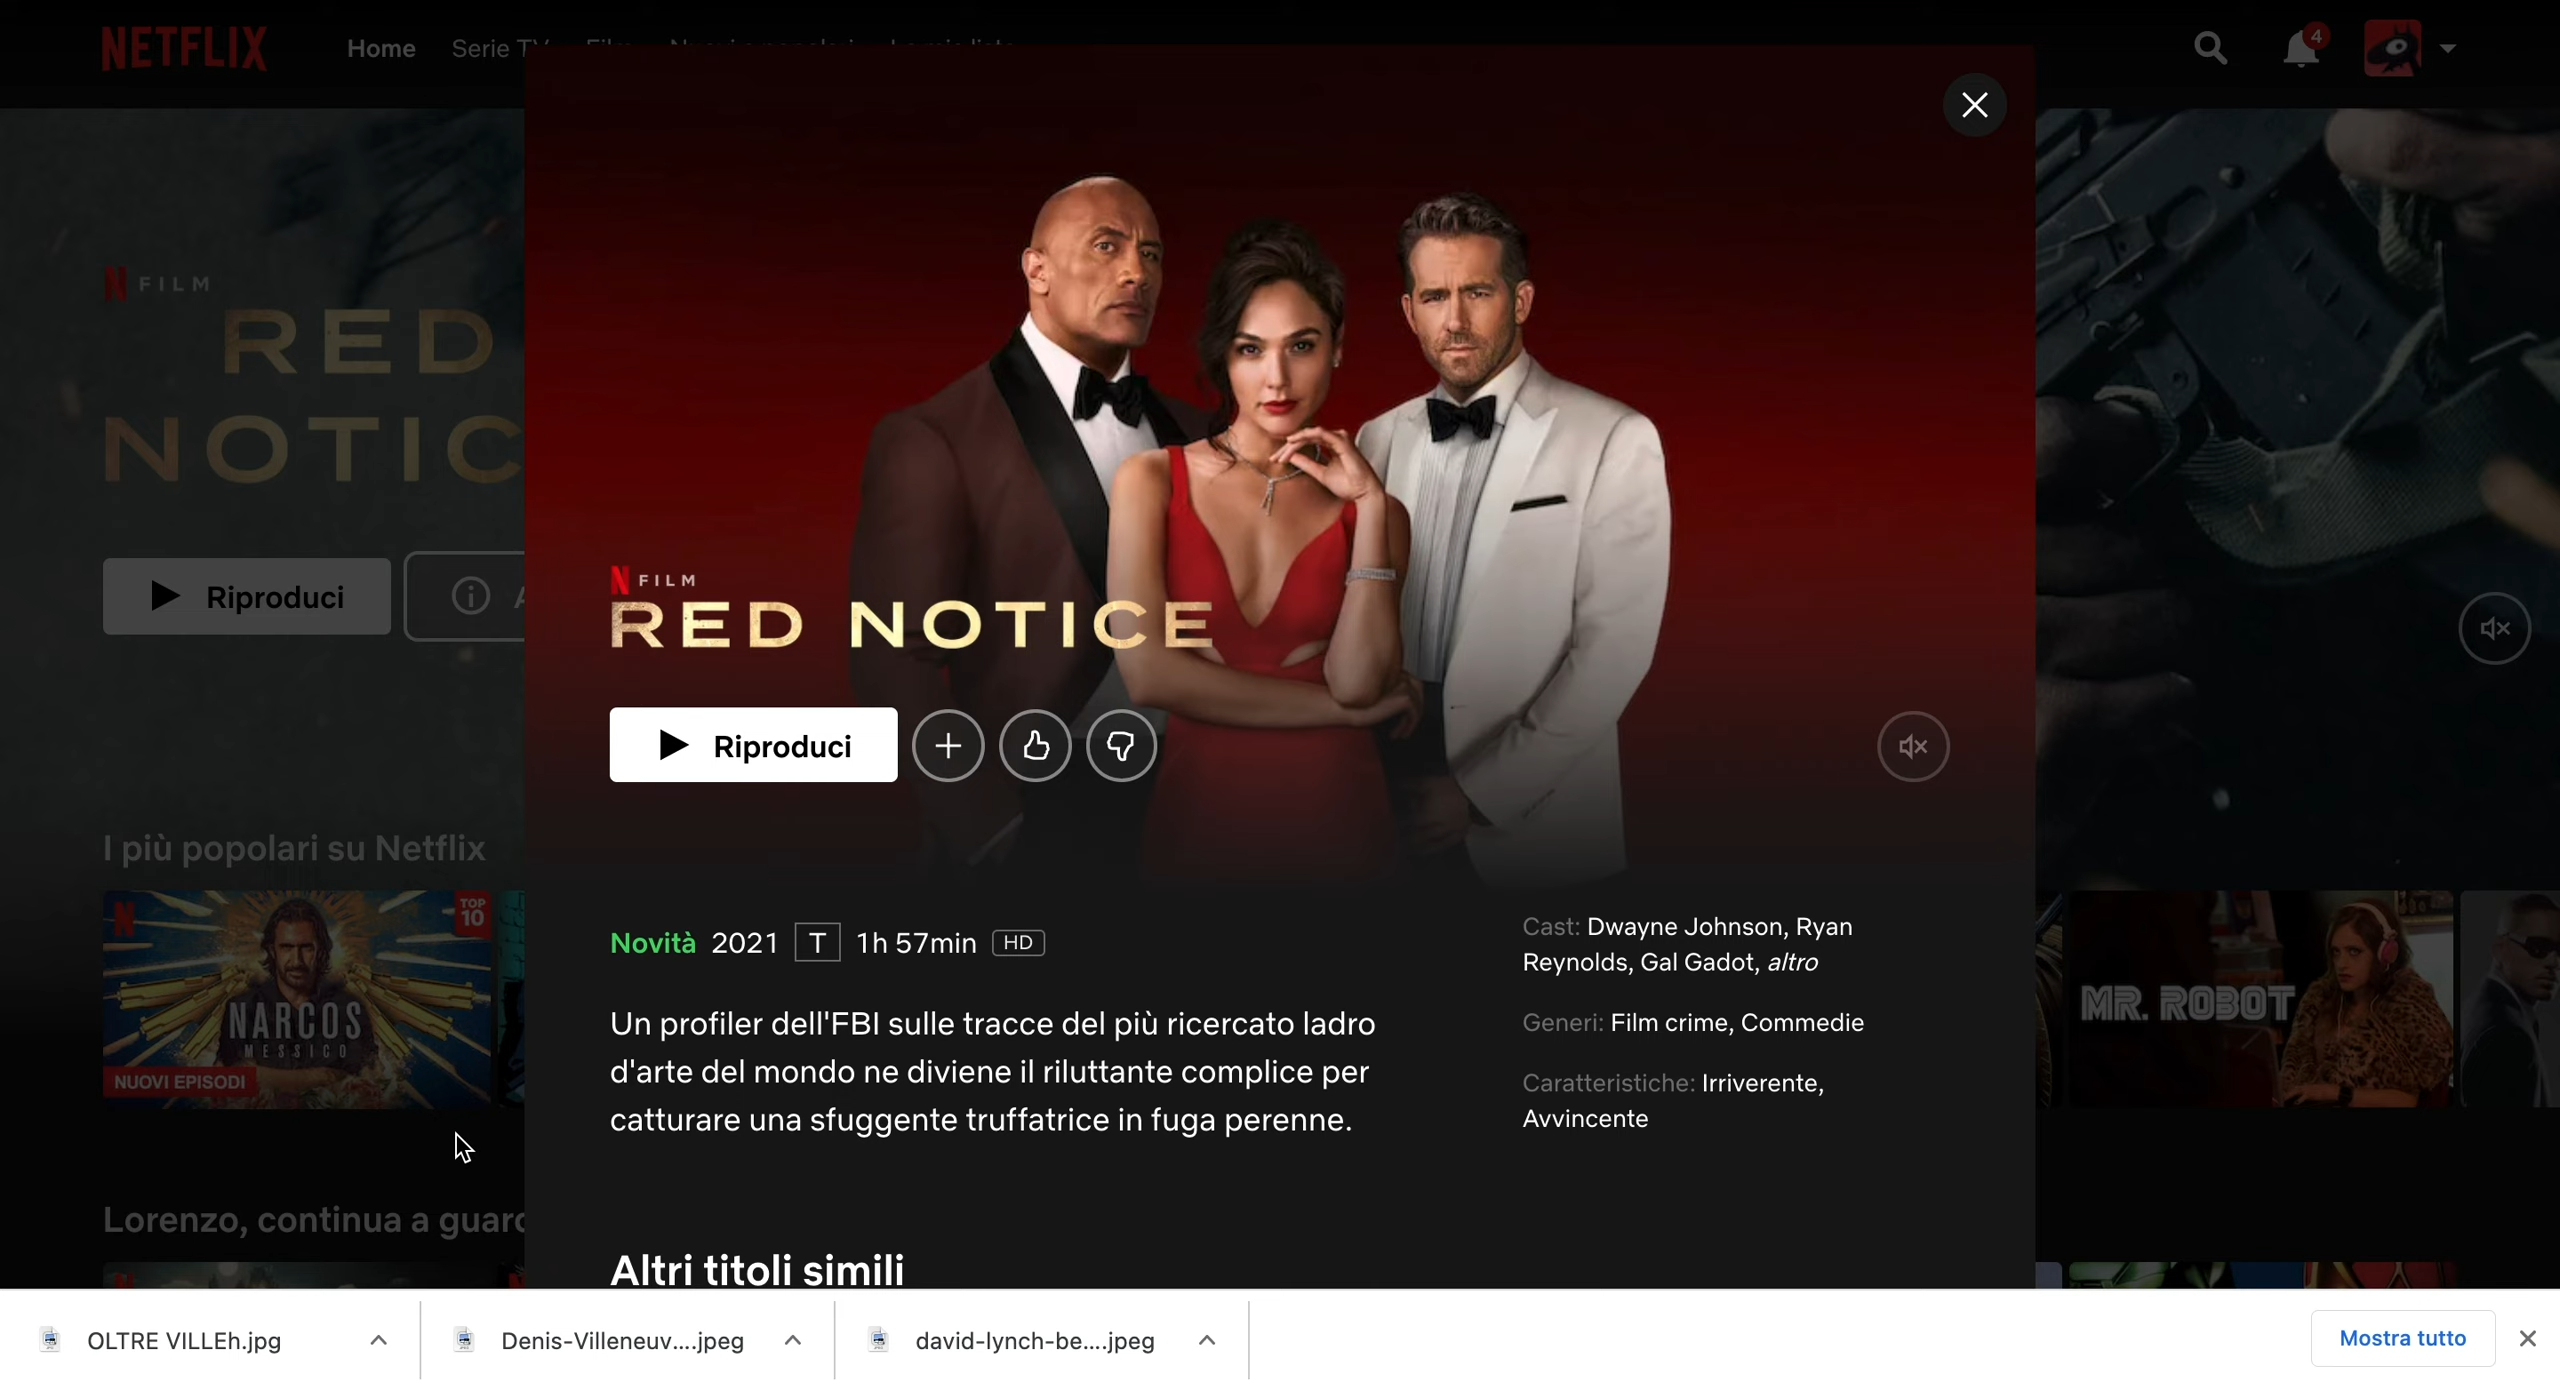 NETFLIX
Home
Serie TV
4
N FILM
RED
NOTIC
Riproduci
N FILM
RED NOTICE
Riproduci
I più popolari su Netflix
TOP
10
NARCOS
MESSICO
NUOVI EPISODI
MR. ROBOT
Novità 2021 T 1h 57min HD
Un profiler dell'FBI sulle tracce del più ricercato ladro
d'arte del mondo ne diviene il riluttante complice per
catturare una sfuggente truffatrice in fuga perenne.
Cast: Dwayne Johnson, Ryan
Reynolds, Gal Gadot, altro
Generi: Film crime, Commedie
Caratteristiche: Irriverente,
Avvincente
Lorenzo, continua a guard
Altri titoli simili
OLTRE VILLEh.jpg
Denis-Villeneuv....jpeg
david-lynch-be....jpeg
Mostra tutto